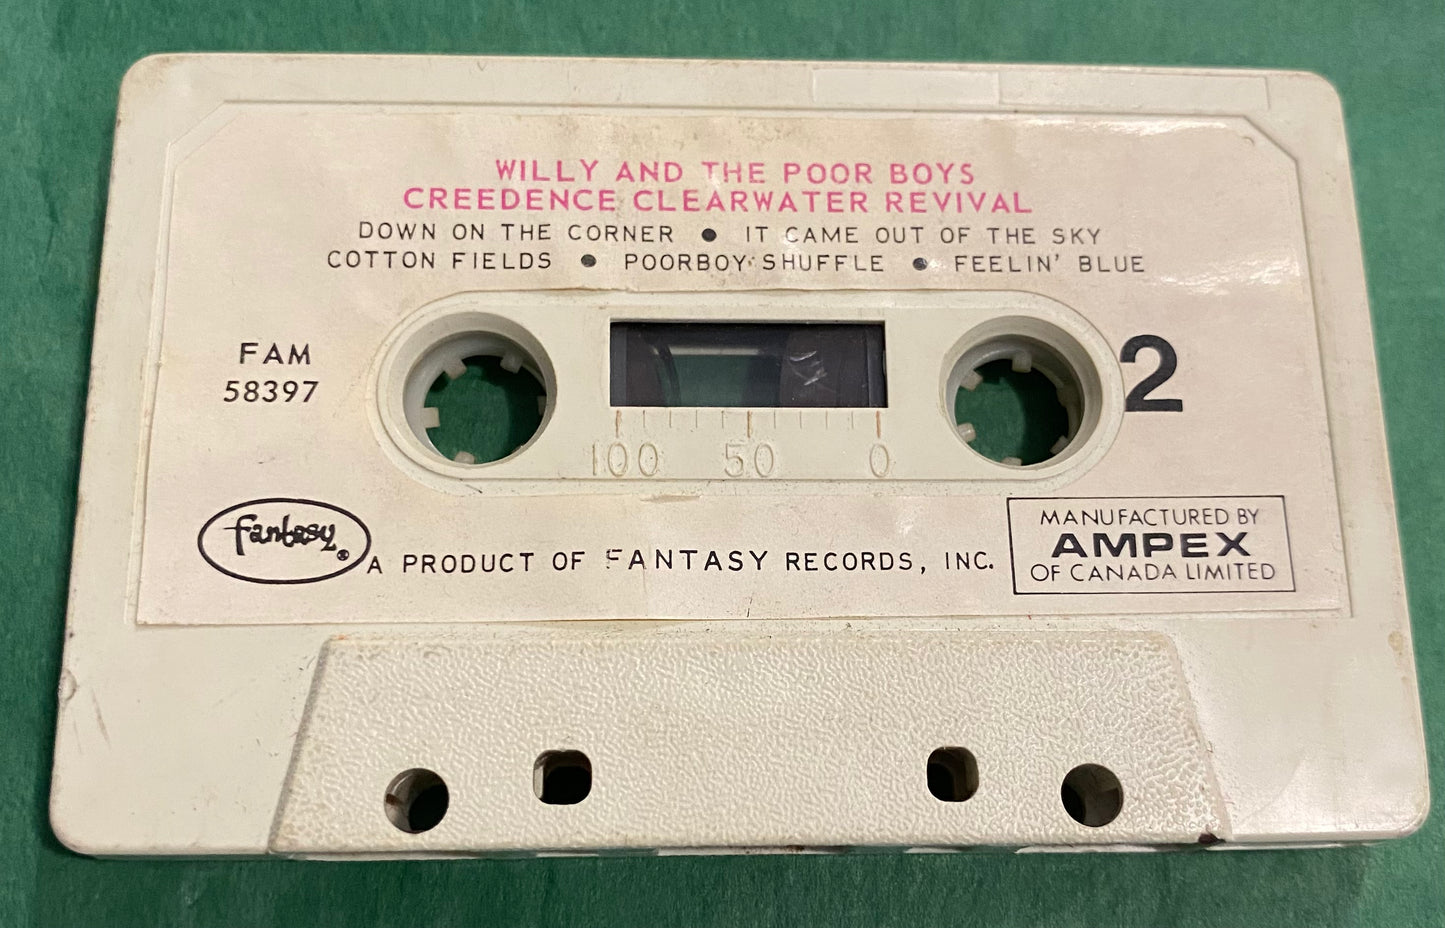 WILLY AND THE POOR BOYS
CREEDENCE CLEARWATER REVIVAL
DOWN ON THE CORNER ● IT CAME OUT OF THE SKY
COTTON FIELDS ● POORBOY SHUFFLE ● FEELIN' BLUE
FAM
58397
2
100 50 0
fantasy®
A PRODUCT OF FANTASY RECORDS, INC.
MANUFACTURED BY
AMPEX
OF CANADA LIMITED